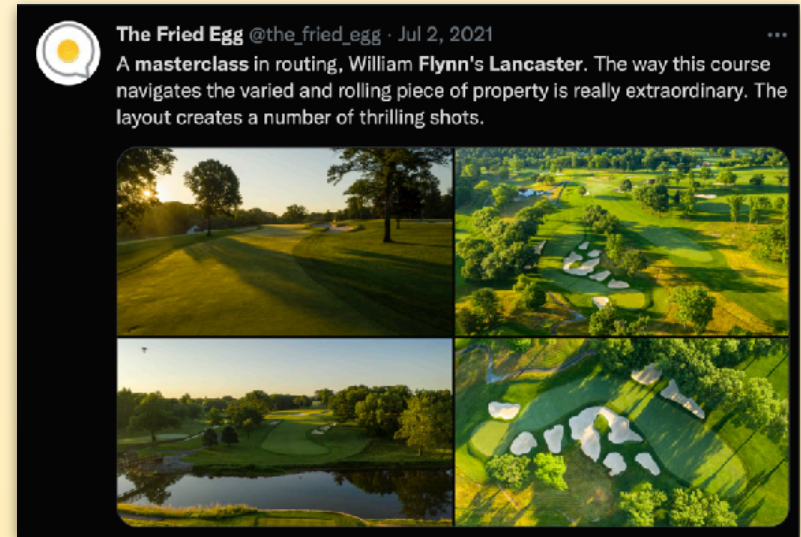 The Fried Egg @the_fried_egg · Jul 2, 2021
A masterclass in routing, William Flynn's Lancaster. The way this course
navigates the varied and rolling piece of property is really extraordinary. The
layout creates a number of thrilling shots.